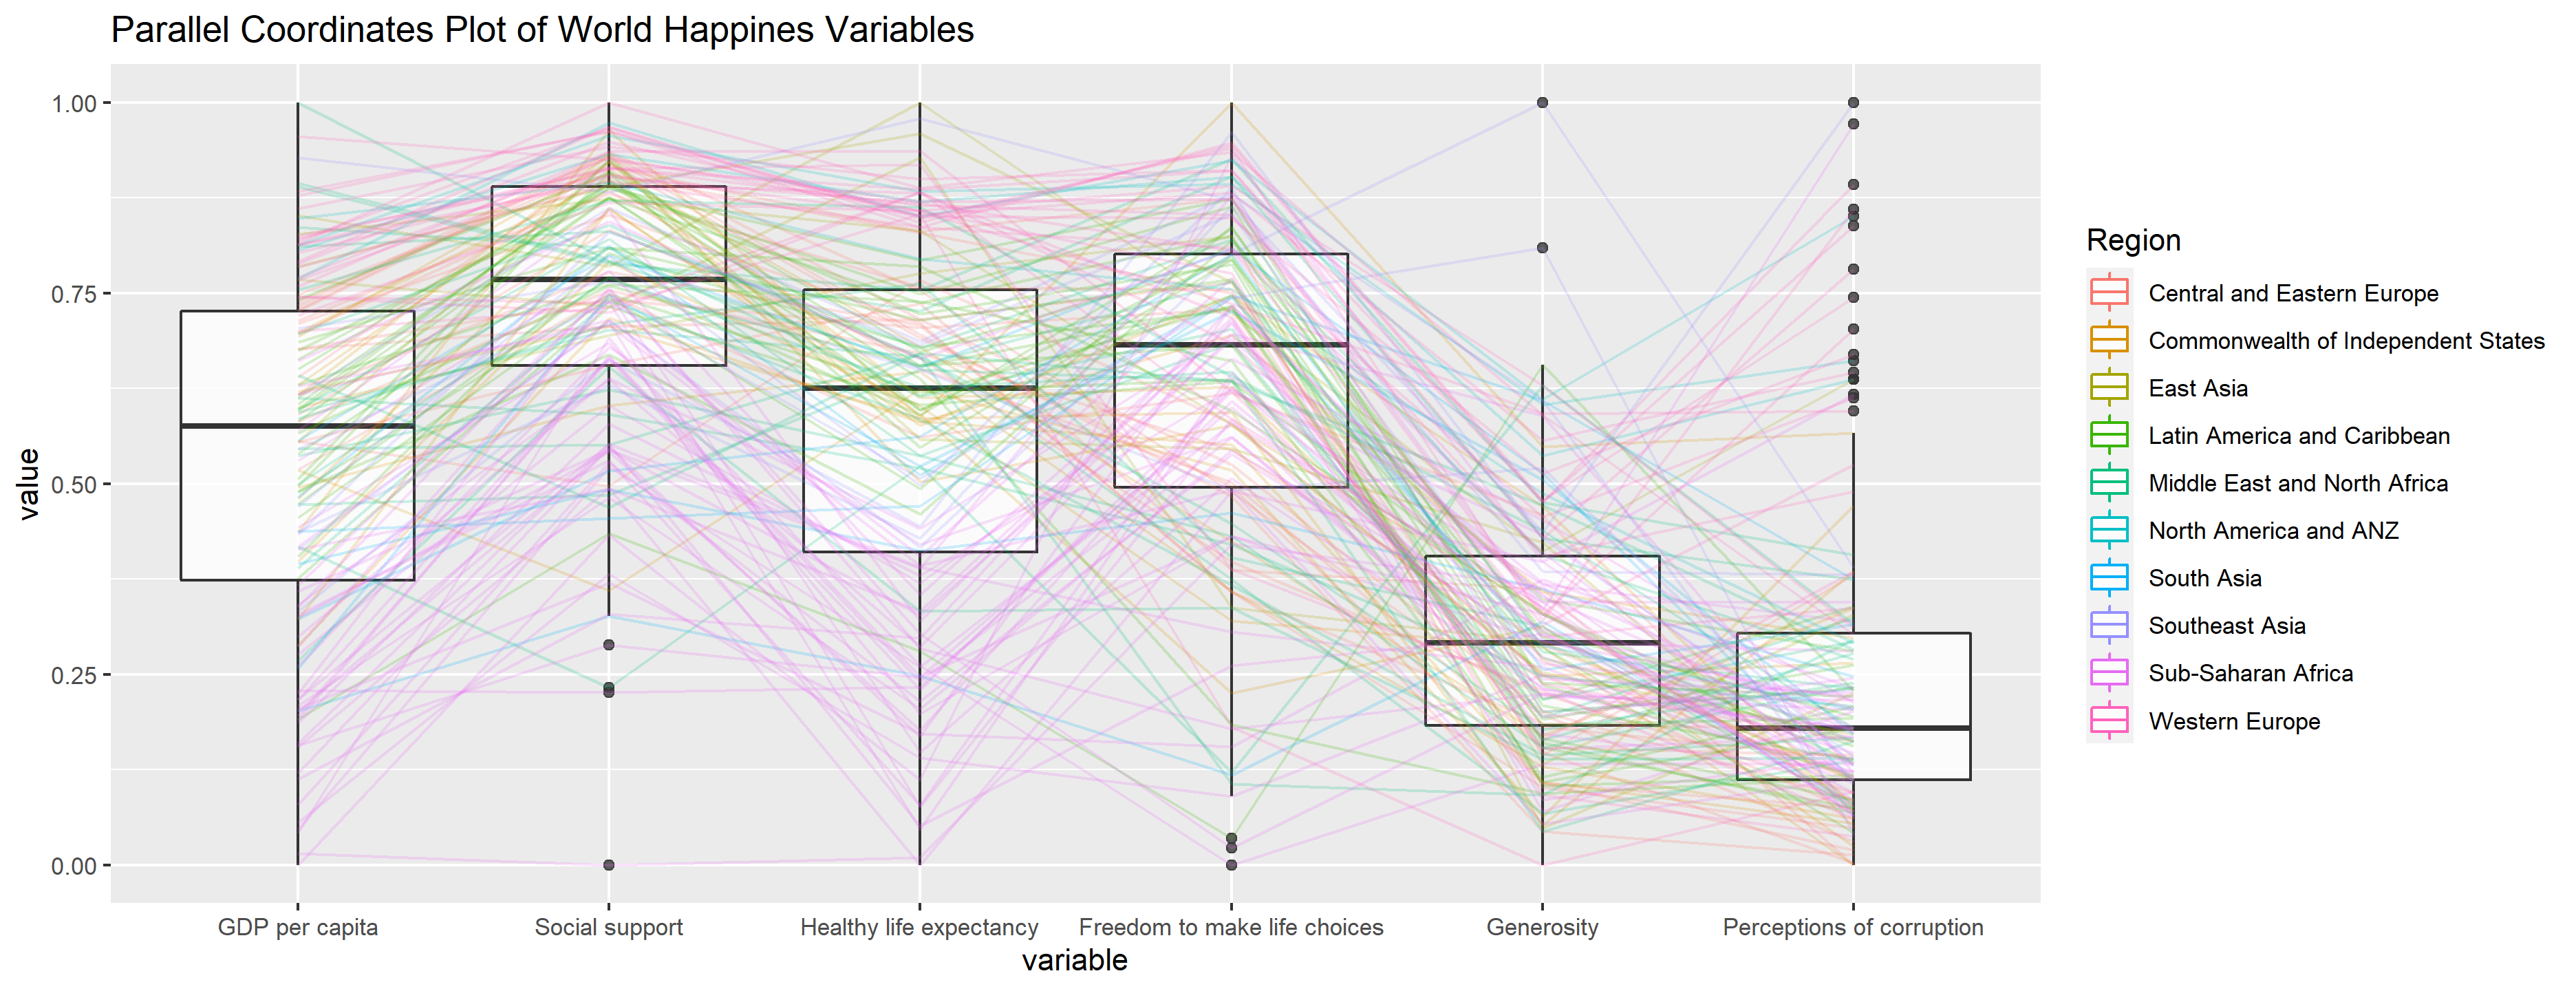 Parallel Coordinates Plot of World Happines Variables
1.00
0.75
0.50
0.25
0.00
value
GDP per capita
Social support
Healthy life expectancy
Freedom to make life choices
Generosity
Perceptions of corruption
variable
Region
Central and Eastern Europe
Commonwealth of Independent States
East Asia
Latin America and Caribbean
Middle East and North Africa
North America and ANZ
South Asia
Southeast Asia
Sub-Saharan Africa
Western Europe